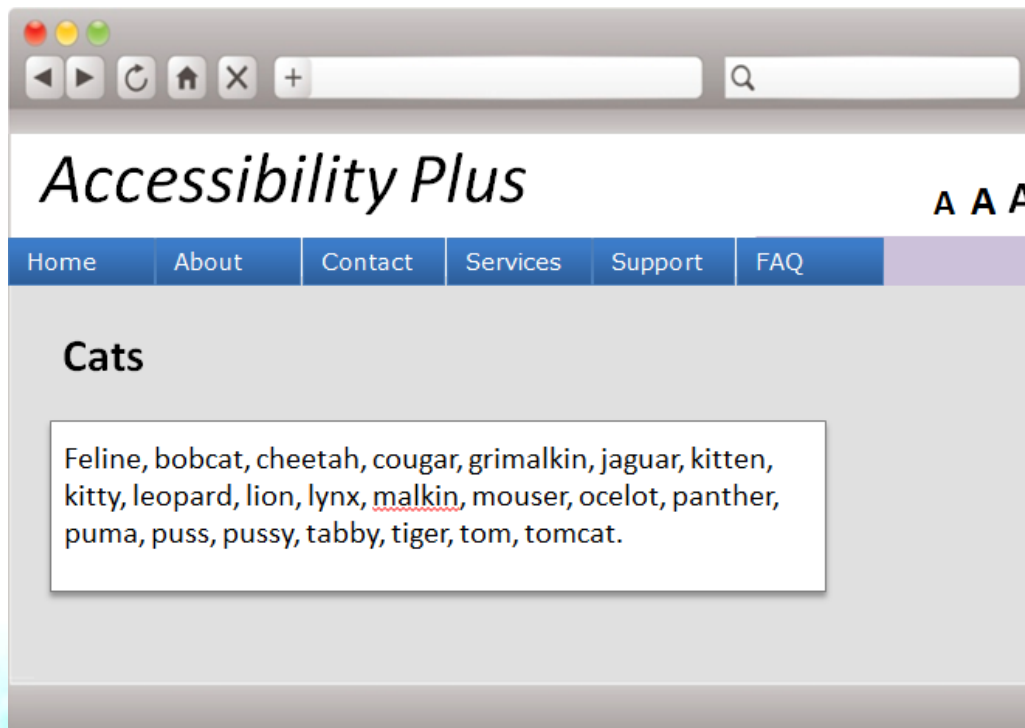 Accessibility Plus
A A A
Home About Contact Services Support FAQ
Cats
Feline, bobcat, cheetah, cougar, grimalkin, jaguar, kitten,
kitty, leopard, lion, lynx, malkin, mouser, ocelot, panther,
puma, puss, pussy, tabby, tiger, tom, tomcat.